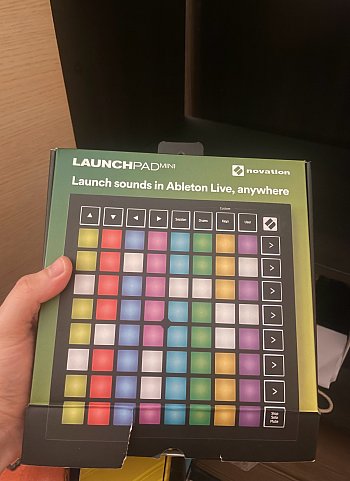 LAUNCHPAD MINI
novation
Launch sounds in Ableton Live, anywhere
Custom
Session
Drums
Keys
User
Stop
Solo
Mute